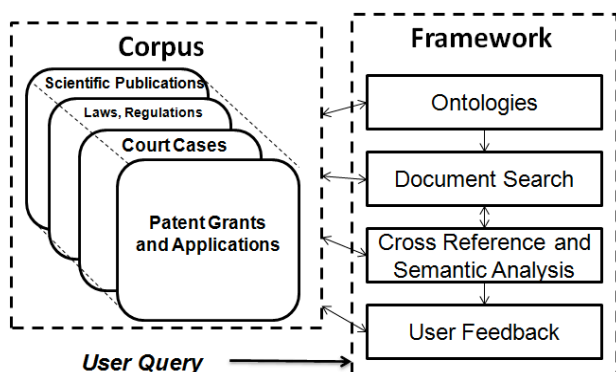 Corpus
Scientific Publications
Laws, Regulations
Court Cases
Patent Grants
and Applications
User Query
Framework
Ontologies
Document Search
Cross Reference and
Semantic Analysis
User Feedback